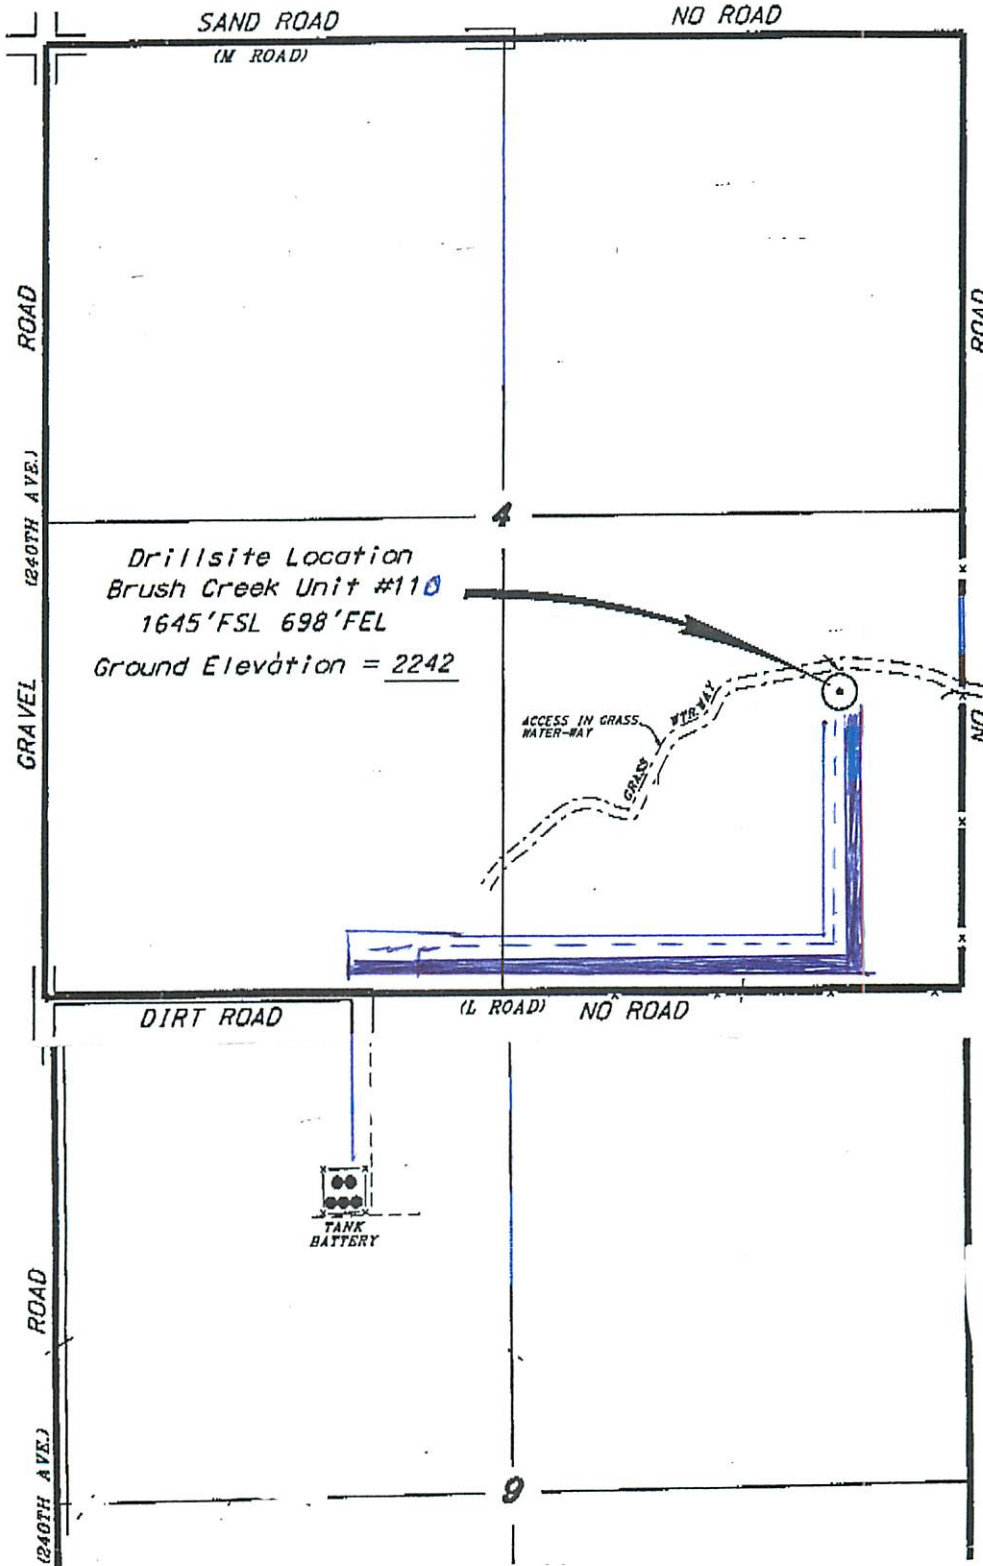 SAND ROAD
NO ROAD
(M ROAD)
ROAD
ROAD
(240TH AVE.)
4
Drillsite Location
Brush Creek Unit #110
1645'FSL 698'FEL
Ground Elevation = 2242
GRAVEL
NO
ACCESS IN GRASS
WATER-WAY
GRASS
WTR.WAY
(L ROAD)
DIRT ROAD
NO ROAD
TANK
BATTERY
ROAD
(240TH AVE.)
9